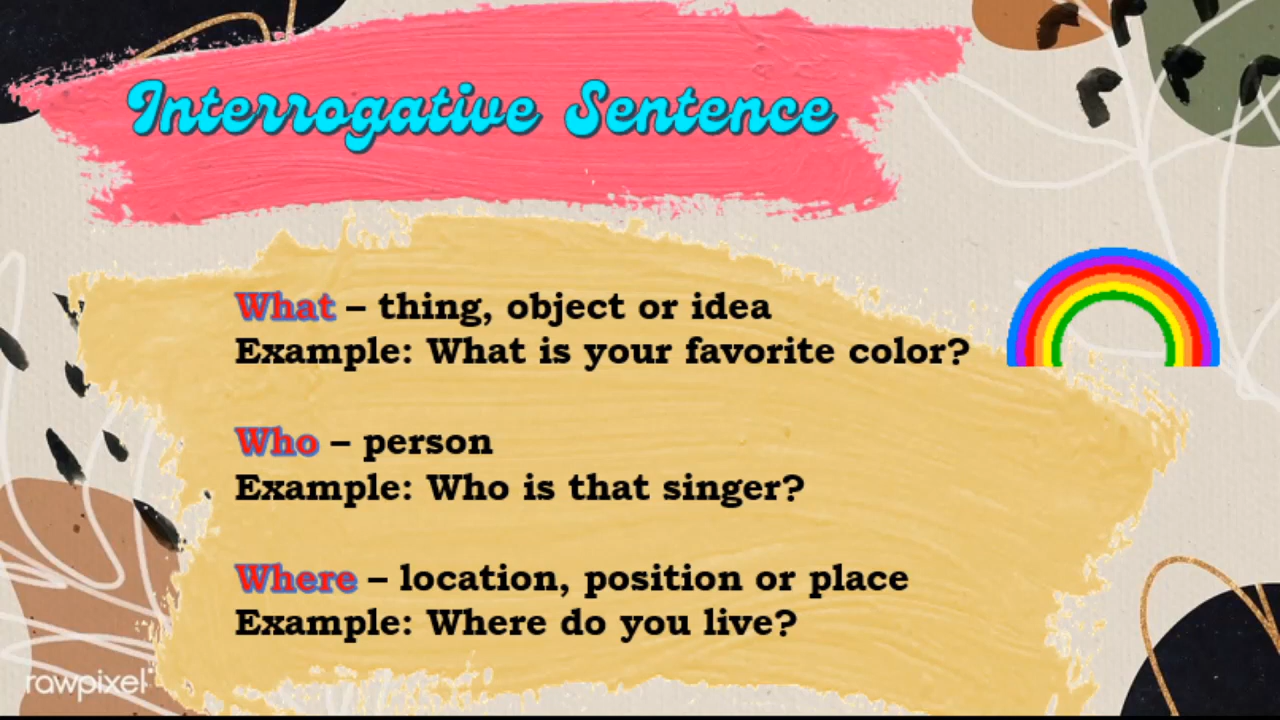 Interrogative Sentence
What – thing, object or idea
Example: What is your favorite color?
Who – person
Example: Who is that singer?
Where – location, position or place
Example: Where do you live?
rawpixel